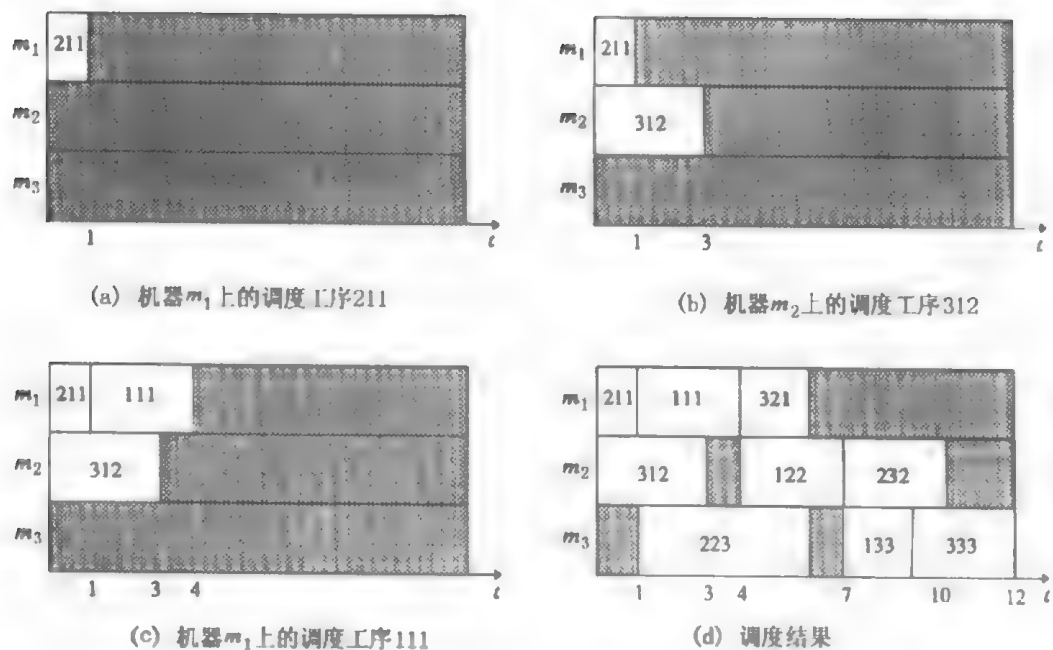 m1 211
m2
m3
1 t
(a) 机器m1上的调度工序211
m1 211
m2 312
m3
1 3 t
(b) 机器m2上的调度工序312
m1 211 111
m2 312
m3
1 3 4 t
(c) 机器m1上的调度工序111
m1 211 111 321
m2 312 122 232
m3 223 133 333
1 3 4 7 10 12 t
(d) 调度结果